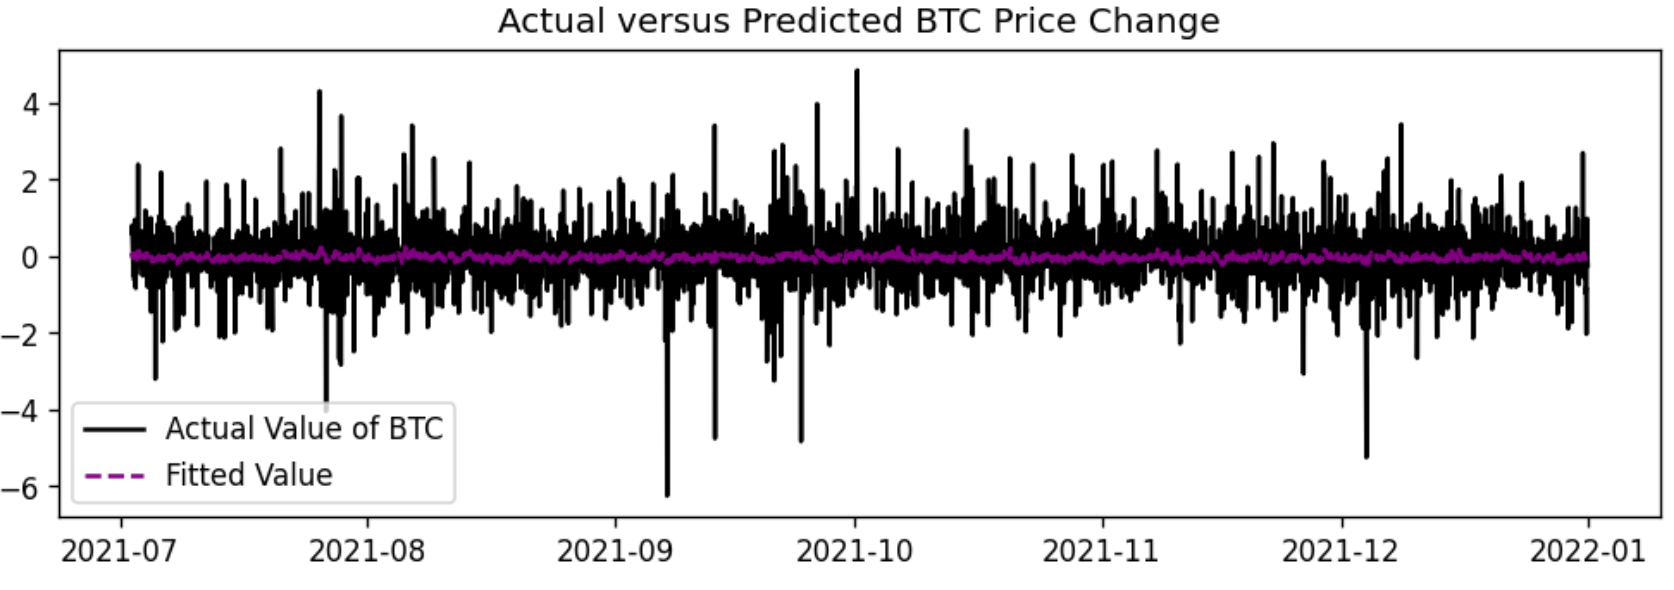 Actual versus Predicted BTC Price Change
4
2
0
−2
−4
−6
Actual Value of BTC
Fitted Value
2021-07 2021-08 2021-09 2021-10 2021-11 2021-12 2022-01